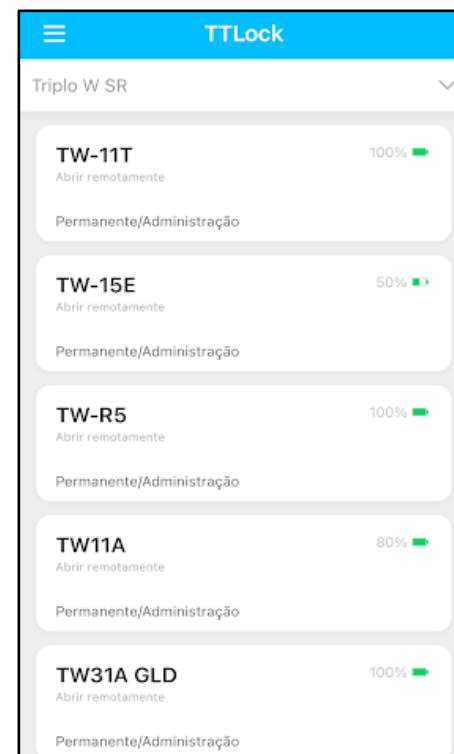 TTLock
Triplo W SR
TW-11T
100%
Abrir remotamente
Permanente/Administração
TW-15E
50%
Abrir remotamente
Permanente/Administração
TW-R5
100%
Abrir remotamente
Permanente/Administração
TW11A
80%
Abrir remotamente
Permanente/Administração
TW31A GLD
100%
Abrir remotamente
Permanente/Administração